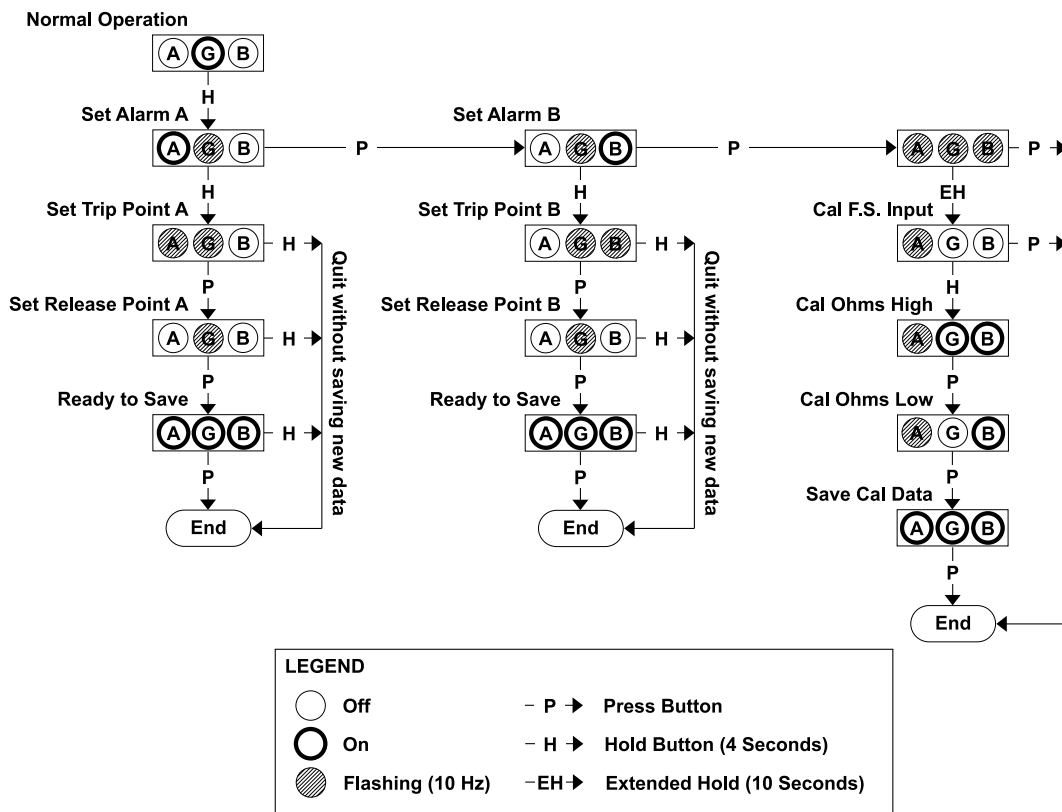 Normal Operation
A G B
H
Set Alarm A
A G B
P
Set Alarm B
A G B
P
A G B
P
H
H
EH
Set Trip Point A
A G B
H
Set Trip Point B
A G B
H
Cal F.S. Input
A G B
P
P
P
H
Set Release Point A
A G B
H
Set Release Point B
A G B
H
Cal Ohms High
A G B
P
P
P
Ready to Save
A G B
H
Ready to Save
A G B
H
Cal Ohms Low
A G B
Quit without saving new data
Quit without saving new data
P
P
P
End
End
Save Cal Data
A G B
P
End
LEGEND
Off
P
Press Button
On
H
Hold Button (4 Seconds)
Flashing (10 Hz)
EH
Extended Hold (10 Seconds)